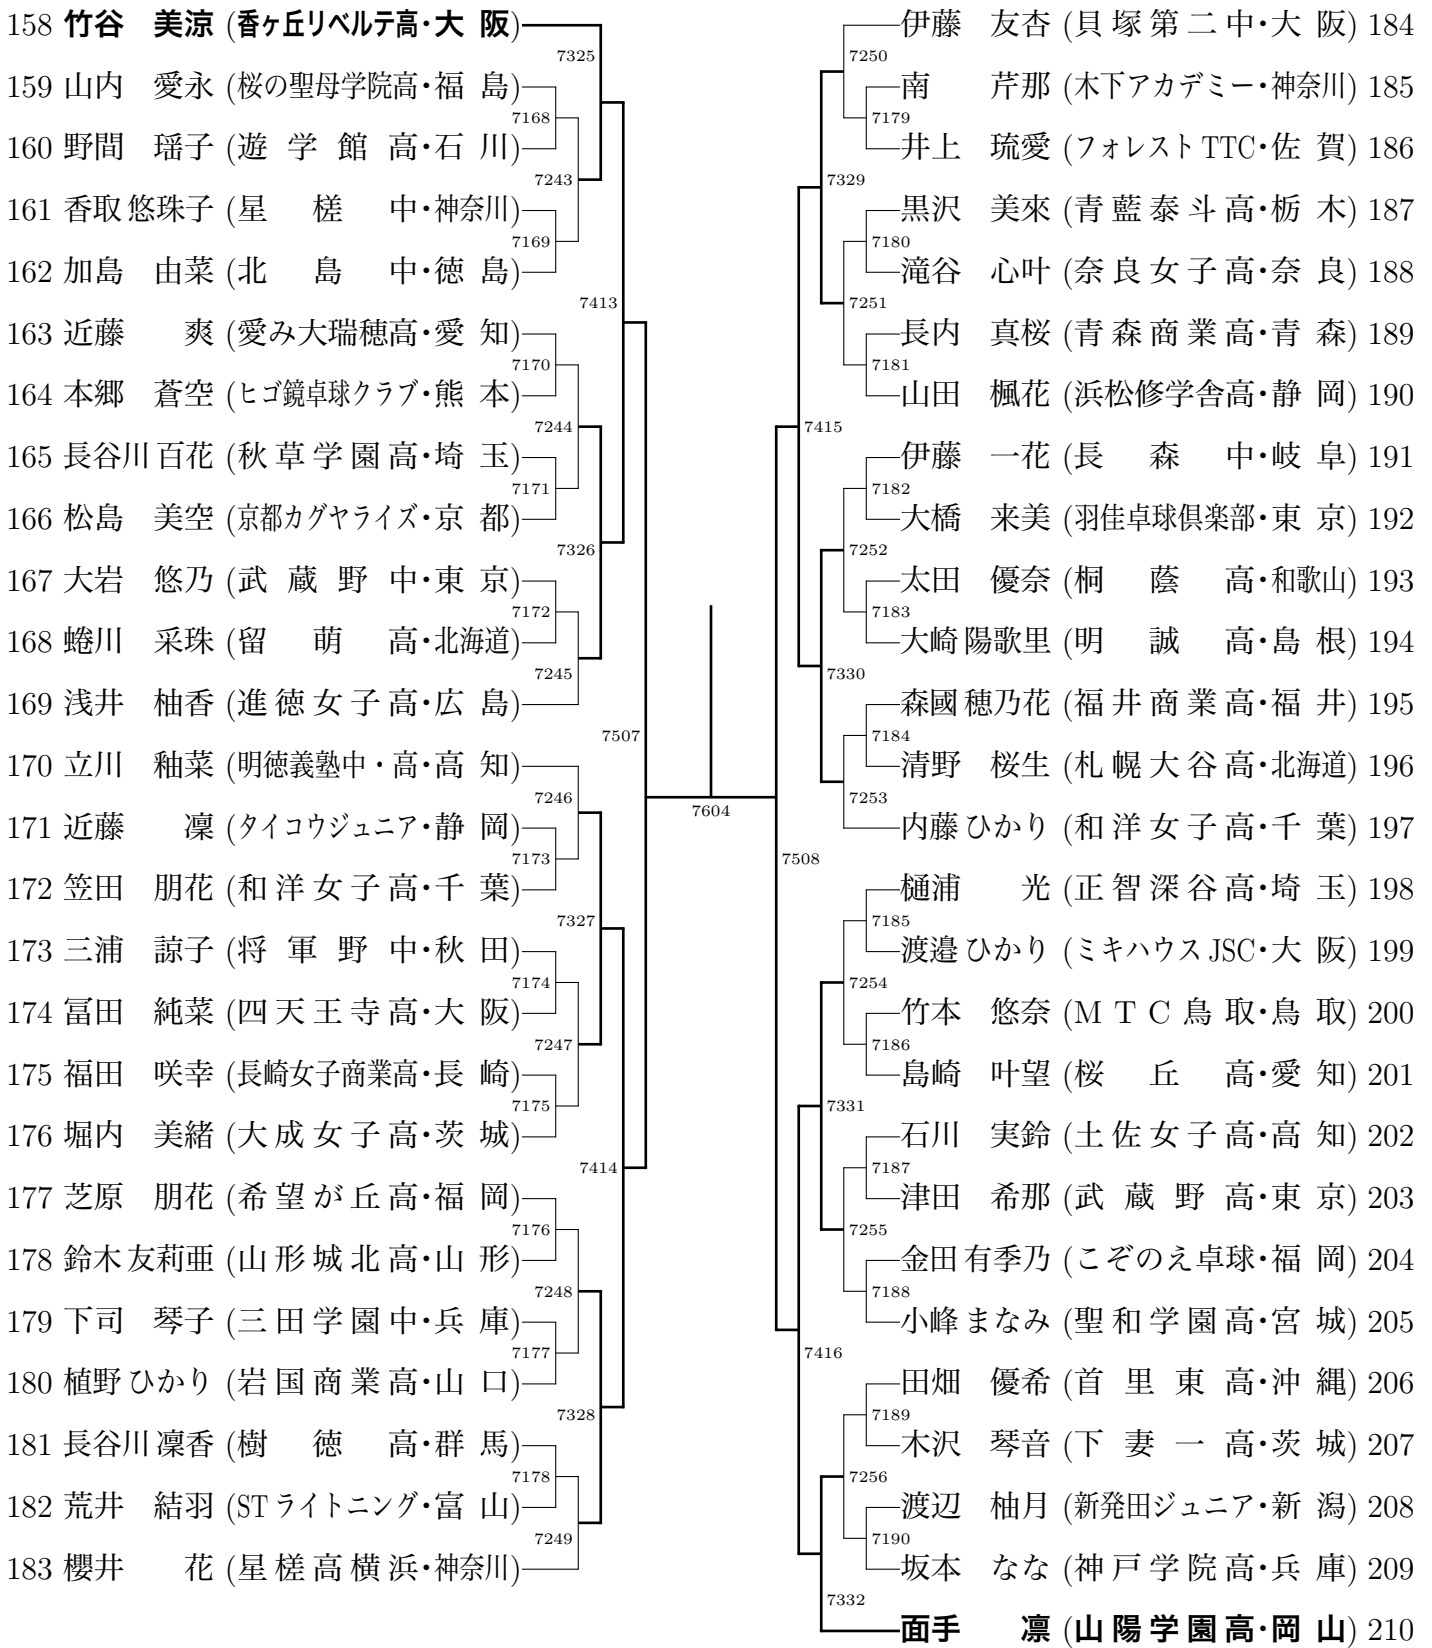 158 竹谷 美涼 (香ヶ丘リベルテ高・大阪)
159 山内 愛永 (桜の聖母学院高・福島)
160 野間 瑶子 (遊学館高・石川)
161 香取悠珠子 (星槎中・神奈川)
162 加島 由菜 (北島中・徳島)
163 近藤 爽 (愛み大瑞穂高・愛知)
164 本郷 蒼空 (ヒゴ鏡卓球クラブ・熊本)
165 長谷川百花 (秋草学園高・埼玉)
166 松島 美空 (京都カグヤライズ・京都)
167 大岩 悠乃 (武蔵野中・東京)
168 蜷川 采珠 (留萌高・北海道)
169 浅井 柚香 (進徳女子高・広島)
170 立川 釉菜 (明徳義塾中・高・高知)
171 近藤 凜 (タイコウジュニア・静岡)
172 笠田 朋花 (和洋女子高・千葉)
173 三浦 諒子 (将軍野中・秋田)
174 冨田 純菜 (四天王寺高・大阪)
175 福田 咲幸 (長崎女子商業高・長崎)
176 堀内 美緒 (大成女子高・茨城)
177 芝原 朋花 (希望が丘高・福岡)
178 鈴木友莉亜 (山形城北高・山形)
179 下司 琴子 (三田学園中・兵庫)
180 植野ひかり (岩国商業高・山口)
181 長谷川凜香 (樹徳高・群馬)
182 荒井 結羽 (STライトニング・富山)
183 櫻井 花 (星槎高横浜・神奈川)
7325
7168
7243
7169
7413
7170
7244
7171
7326
7172
7245
7507
7246
7173
7327
7174
7247
7175
7414
7176
7248
7177
7328
7178
7249
7604
伊藤 友杏 (貝塚第二中・大阪) 184
南 芹那 (木下アカデミー・神奈川) 185
井上 琉愛 (フォレストTTC・佐賀) 186
黒沢 美來 (青藍泰斗高・栃木) 187
滝谷 心叶 (奈良女子高・奈良) 188
長内 真桜 (青森商業高・青森) 189
山田 楓花 (浜松修学舎高・静岡) 190
伊藤 一花 (長森中・岐阜) 191
大橋 来美 (羽佳卓球倶楽部・東京) 192
太田 優奈 (桐蔭高・和歌山) 193
大崎陽歌里 (明誠高・島根) 194
森國穂乃花 (福井商業高・福井) 195
清野 桜生 (札幌大谷高・北海道) 196
内藤ひかり (和洋女子高・千葉) 197
樋浦 光 (正智深谷高・埼玉) 198
渡邉ひかり (ミキハウスJSC・大阪) 199
竹本 悠奈 (MTC鳥取・鳥取) 200
島崎 叶望 (桜丘高・愛知) 201
石川 実鈴 (土佐女子高・高知) 202
津田 希那 (武蔵野高・東京) 203
金田有季乃 (こぞのえ卓球・福岡) 204
小峰まなみ (聖和学園高・宮城) 205
田畑 優希 (首里東高・沖縄) 206
木沢 琴音 (下妻一高・茨城) 207
渡辺 柚月 (新発田ジュニア・新潟) 208
坂本 なな (神戸学院高・兵庫) 209
面手 凛 (山陽学園高・岡山) 210
7250
7179
7329
7180
7251
7181
7415
7182
7252
7183
7330
7184
7253
7508
7185
7254
7186
7331
7187
7255
7188
7416
7189
7256
7190
7332